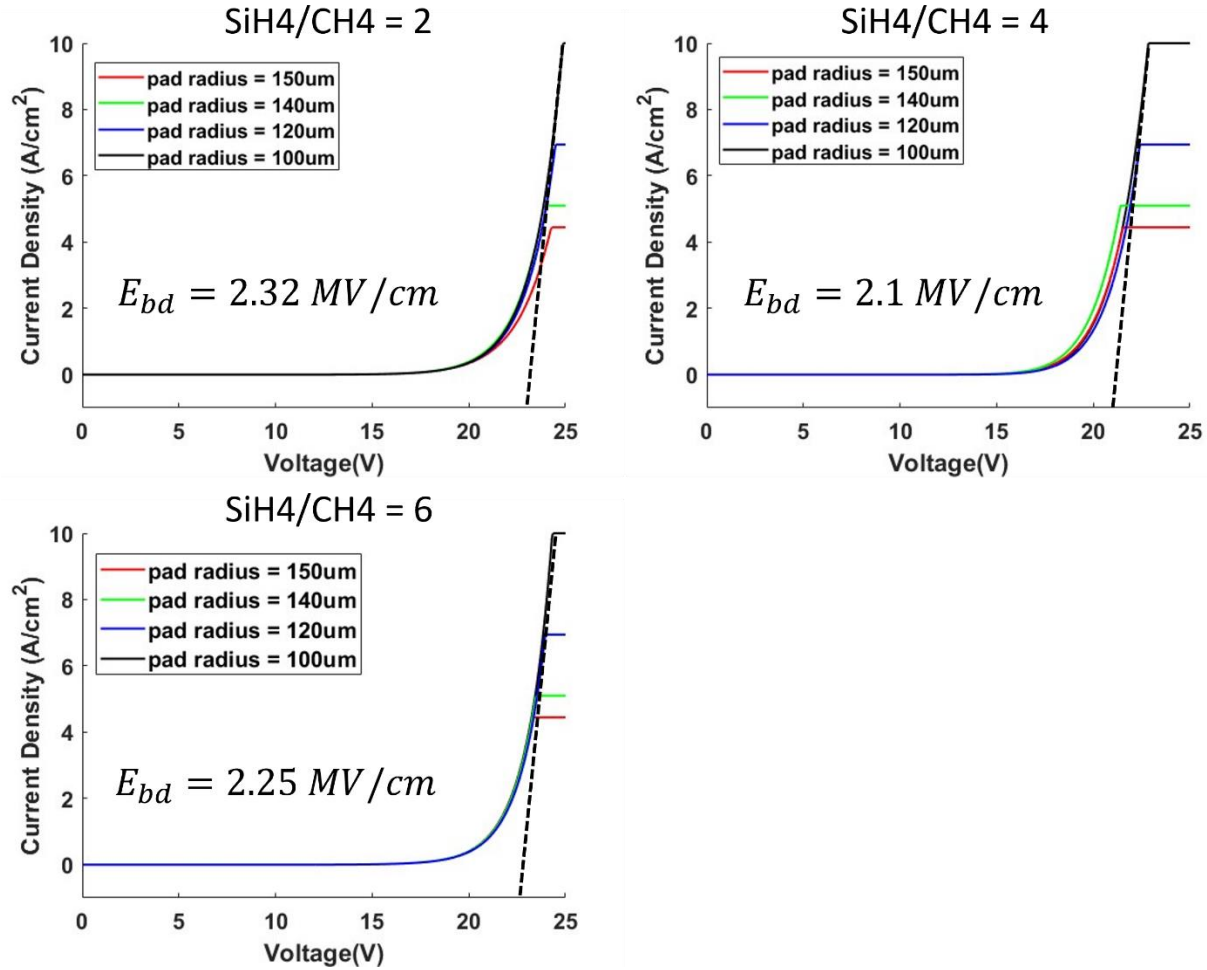 SiH4/CH4 = 2
10
8
6
4
2
0
Current Density (A/cm²)
pad radius = 150um
pad radius = 140um
pad radius = 120um
pad radius = 100um
E_bd = 2.32 MV/cm
0 5 10 15 20 25
Voltage(V)
SiH4/CH4 = 4
10
8
6
4
2
0
Current Density (A/cm²)
pad radius = 150um
pad radius = 140um
pad radius = 120um
pad radius = 100um
E_bd = 2.1 MV/cm
0 5 10 15 20 25
Voltage(V)
SiH4/CH4 = 6
10
8
6
4
2
0
Current Density (A/cm²)
pad radius = 150um
pad radius = 140um
pad radius = 120um
pad radius = 100um
E_bd = 2.25 MV/cm
0 5 10 15 20 25
Voltage(V)